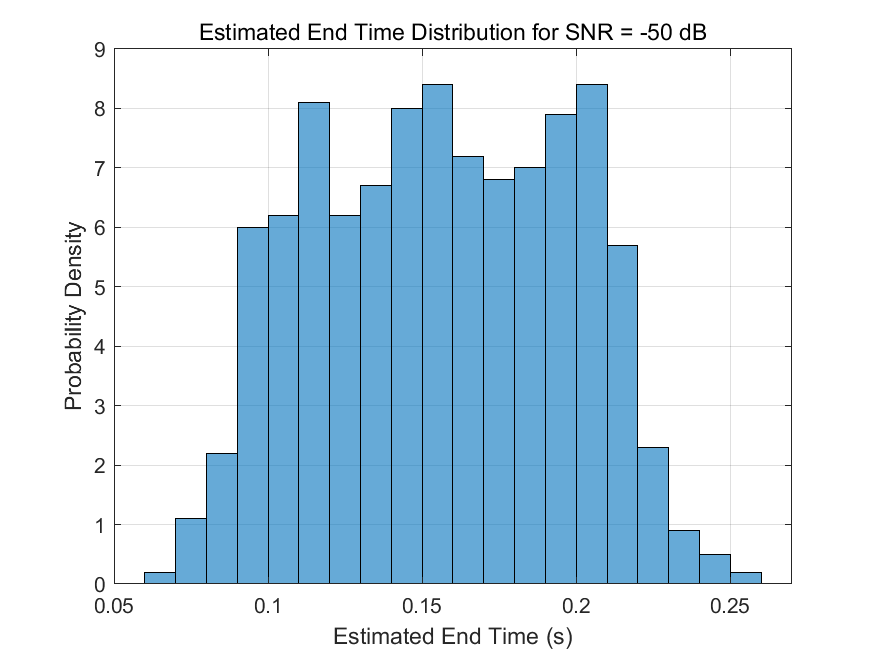 Estimated End Time Distribution for SNR = -50 dB
9
8
7
6
5
4
3
2
1
0
Probability Density
0.05 0.1 0.15 0.2 0.25
Estimated End Time (s)